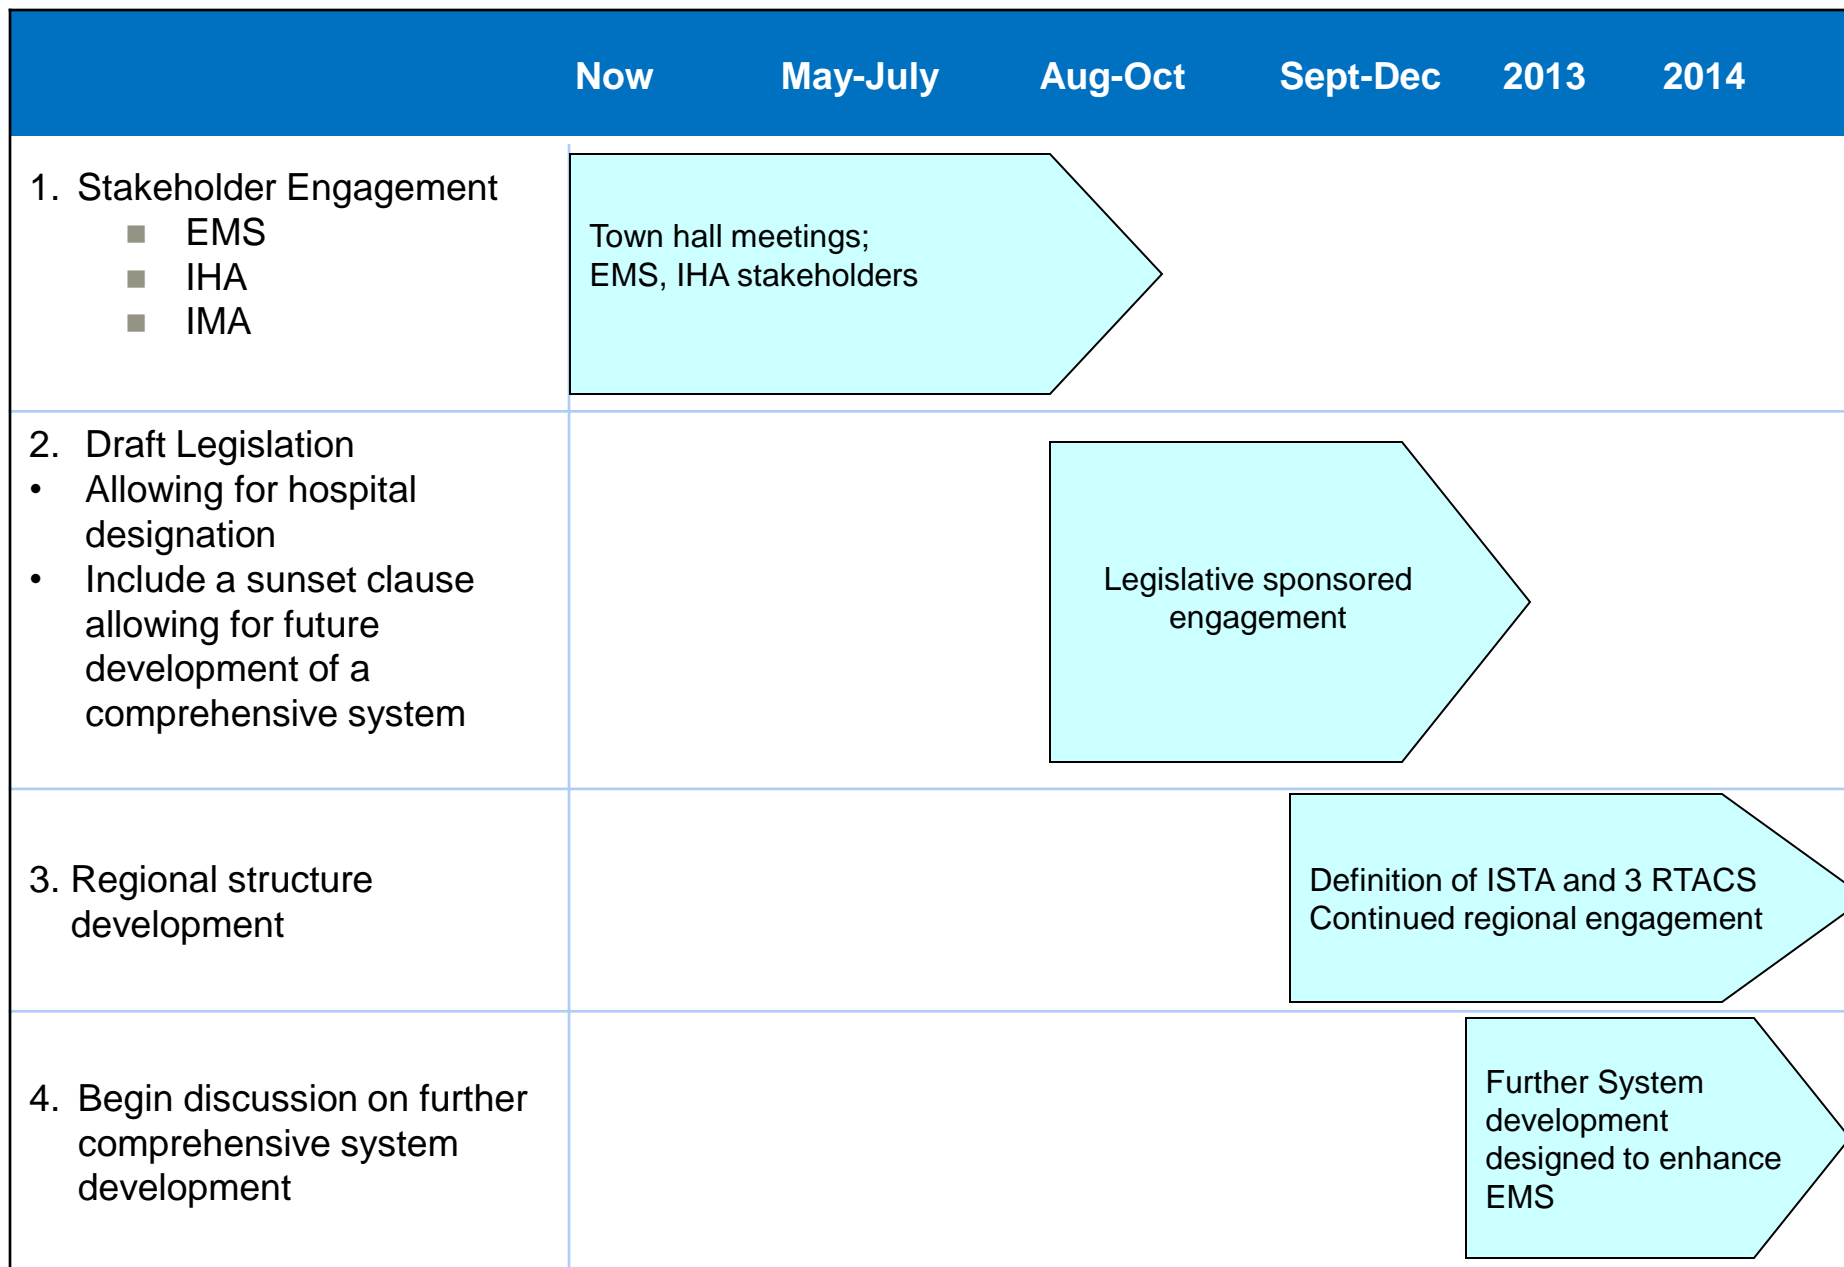 Now May-July Aug-Oct Sept-Dec 2013 2014
1. Stakeholder Engagement
■ EMS
■ IHA
■ IMA
Town hall meetings;
EMS, IHA stakeholders
2. Draft Legislation
• Allowing for hospital
designation
• Include a sunset clause
allowing for future
development of a
comprehensive system
Legislative sponsored
engagement
3. Regional structure
development
Definition of ISTA and 3 RTACS
Continued regional engagement
4. Begin discussion on further
comprehensive system
development
Further System
development
designed to enhance
EMS